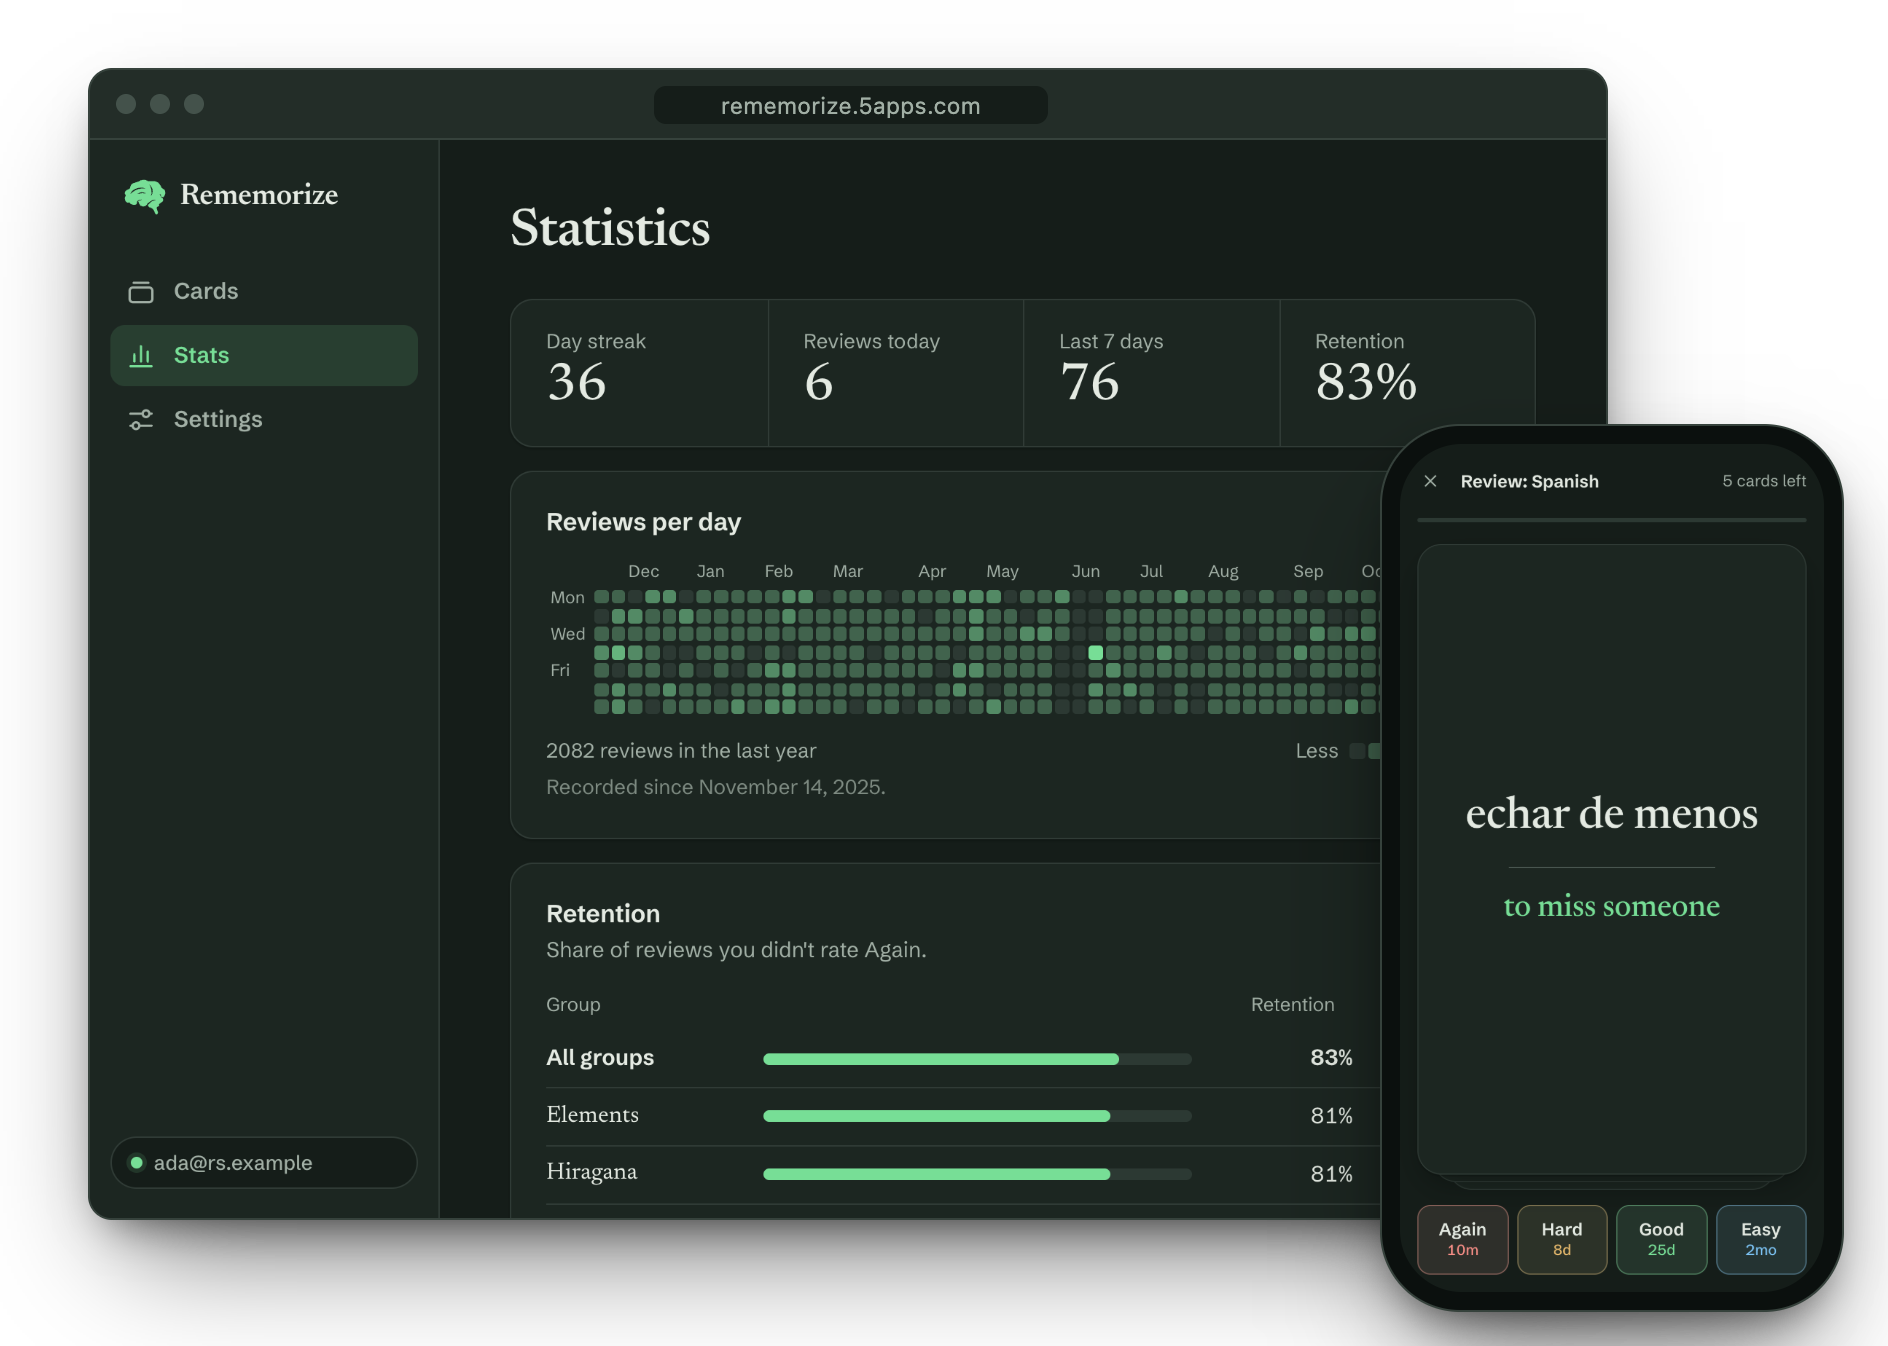 rememorize.5apps.com
Rememorize
Cards
Stats
Settings
ada@rs.example
Statistics
Day streak
36
Reviews today
6
Last 7 days
76
Retention
83%
Reviews per day
Dec Jan Feb Mar Apr May Jun Jul Aug Sep
Mon
Wed
Fri
2082 reviews in the last year
Less
Recorded since November 14, 2025.
Retention
Share of reviews you didn't rate Again.
Group Retention
All groups 83%
Elements 81%
Hiragana 81%
Review: Spanish 5 cards left
echar de menos
to miss someone
Again Hard Good Easy
10m 8d 25d 2mo